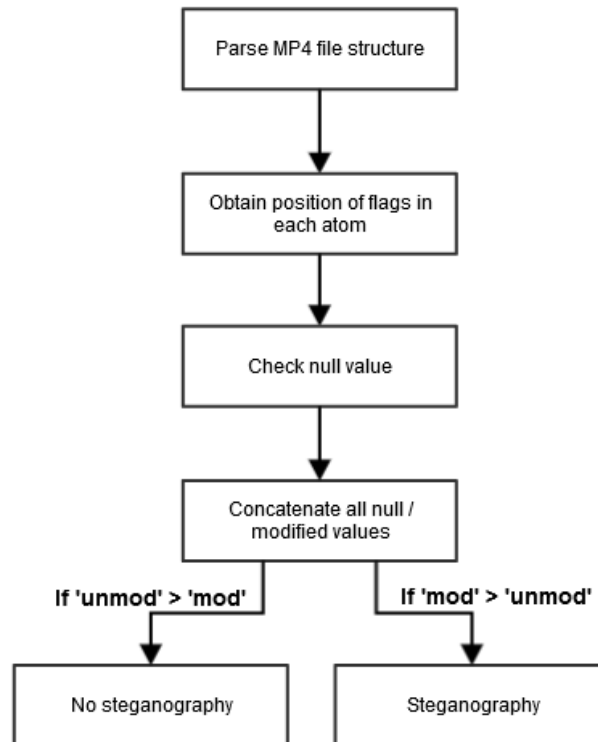 Parse MP4 file structure
Obtain position of flags in
each atom
Check null value
Concatenate all null /
modified values
If 'unmod' > 'mod'
If 'mod' > 'unmod'
No steganography
Steganography